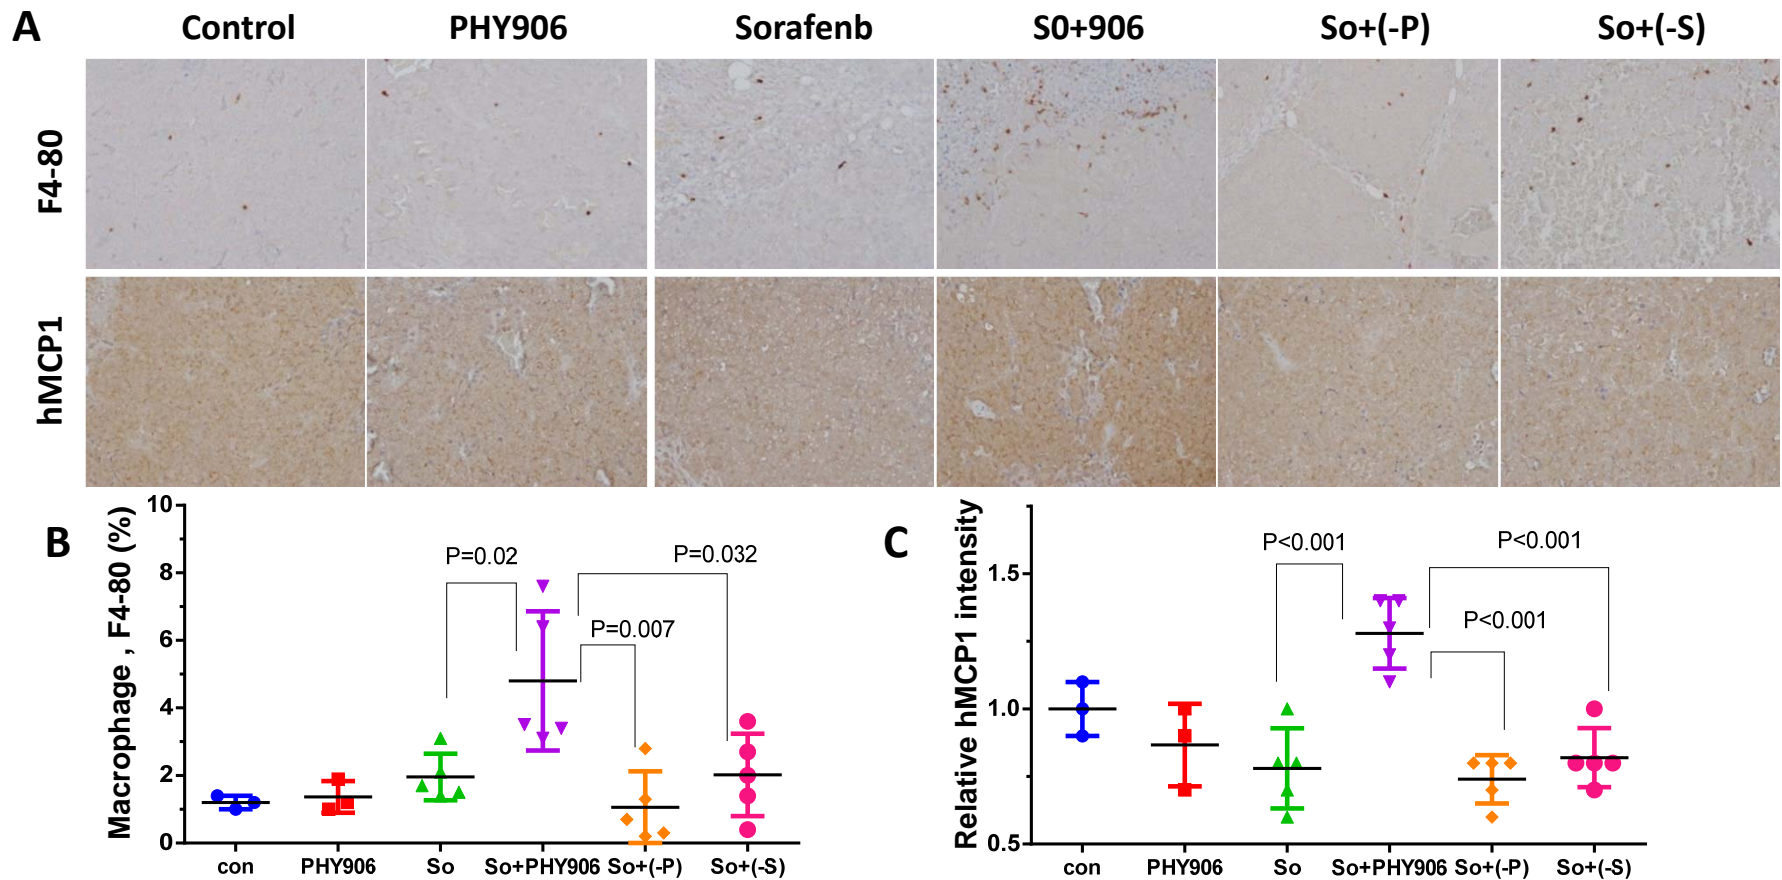 A
Control
PHY906
Sorafenb
S0+906
So+(-P)
So+(-S)
F4-80
hMCP1
B
Macrophage , F4-80 (%)
10
8
6
4
2
0
P=0.02
P=0.032
P=0.007
con
PHY906
So
So+PHY906
So+(-P)
So+(-S)
C
Relative hMCP1 intensity
1.5
1.0
0.5
P<0.001
P<0.001
P<0.001
con
PHY906
So
So+PHY906
So+(-P)
So+(-S)